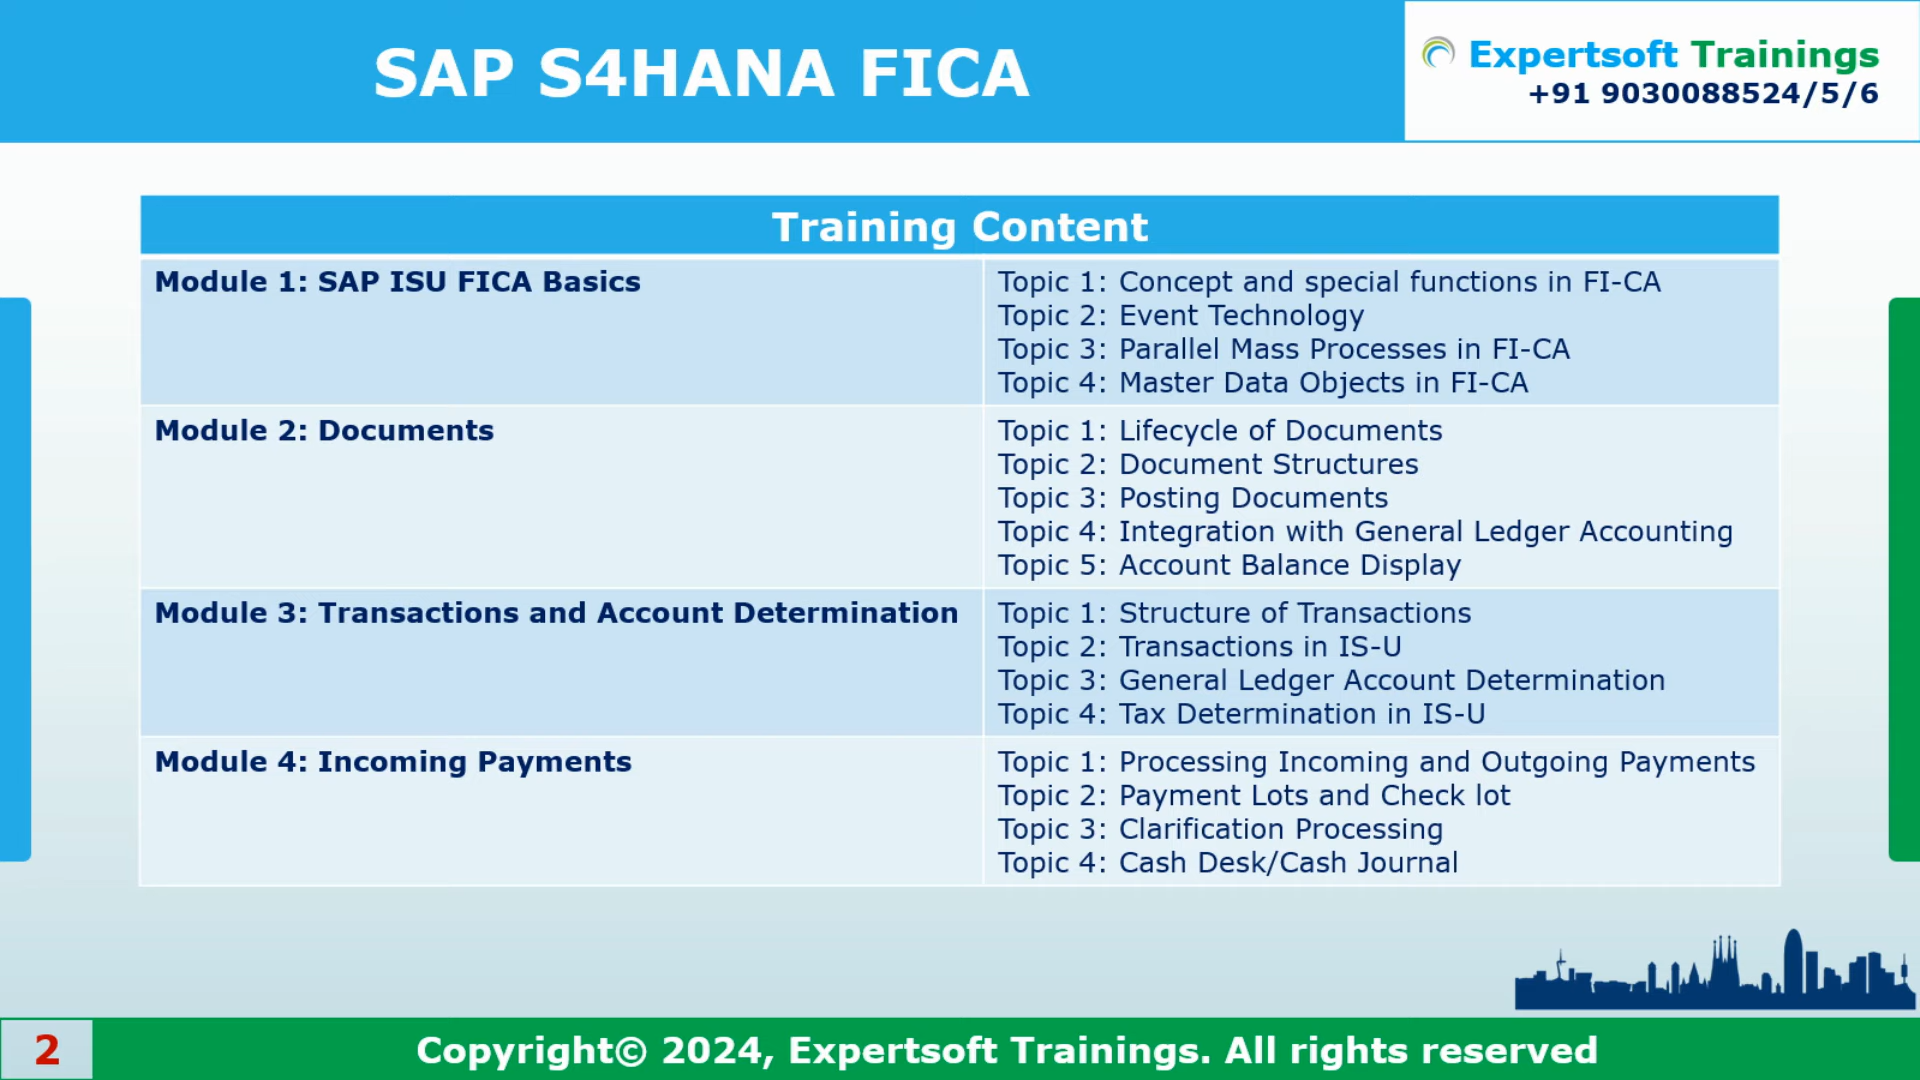 SAP S4HANA FICA
Expertsoft Trainings
+91 9030088524/5/6
Training Content
Module 1: SAP ISU FICA Basics
Topic 1: Concept and special functions in FI-CA
Topic 2: Event Technology
Topic 3: Parallel Mass Processes in FI-CA
Topic 4: Master Data Objects in FI-CA
Module 2: Documents
Topic 1: Lifecycle of Documents
Topic 2: Document Structures
Topic 3: Posting Documents
Topic 4: Integration with General Ledger Accounting
Topic 5: Account Balance Display
Module 3: Transactions and Account Determination
Topic 1: Structure of Transactions
Topic 2: Transactions in IS-U
Topic 3: General Ledger Account Determination
Topic 4: Tax Determination in IS-U
Module 4: Incoming Payments
Topic 1: Processing Incoming and Outgoing Payments
Topic 2: Payment Lots and Check lot
Topic 3: Clarification Processing
Topic 4: Cash Desk/Cash Journal
2
Copyright© 2024, Expertsoft Trainings. All rights reserved